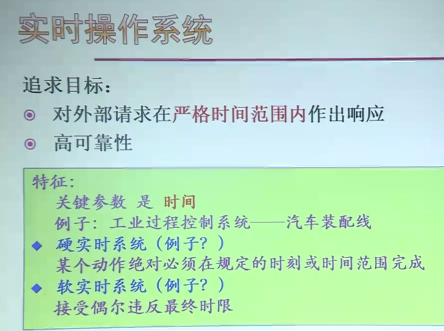 实时操作系统
追求目标：
对外部请求在严格时间范围内作出响应
高可靠性
特征：
关键参数 是 时间
例子：工业过程控制系统——汽车装配线
硬实时系统（例子？）
某个动作绝对必须在规定的时刻或时间范围完成
软实时系统（例子？）
接受偶尔违反最终时限